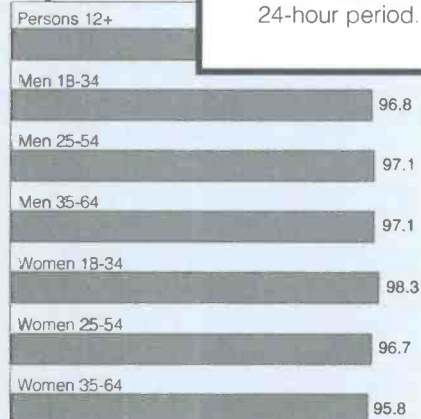 24-hour period.
Persons 12+
Men 18-34
96.8
Men 25-54
97.1
Men 35-64
97.1
Women 18-34
98.3
Women 25-54
96.7
Women 35-64
95.8